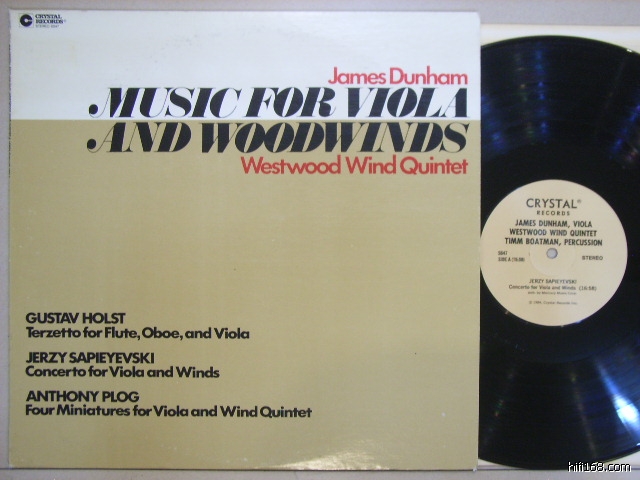 CRYSTAL
RECORDS®
James Dunham
MUSIC FOR VIOLA
AND WOODWINDS
Westwood Wind Quintet
GUSTAV HOLST
Terzetto for Flute, Oboe, and Viola
JERZY SAPIEYEVSKI
Concerto for Viola and Winds
ANTHONY PLOG
Four Miniatures for Viola and Wind Quintet
CRYSTAL®
RECORDS
JAMES DUNHAM, VIOLA
WESTWOOD WIND QUINTET
TIMM BOATMAN, PERCUSSION
STEREO
JERZY SAPIEYEVSKI
Concerto for Viola and Winds (16:58)
hifi168.com